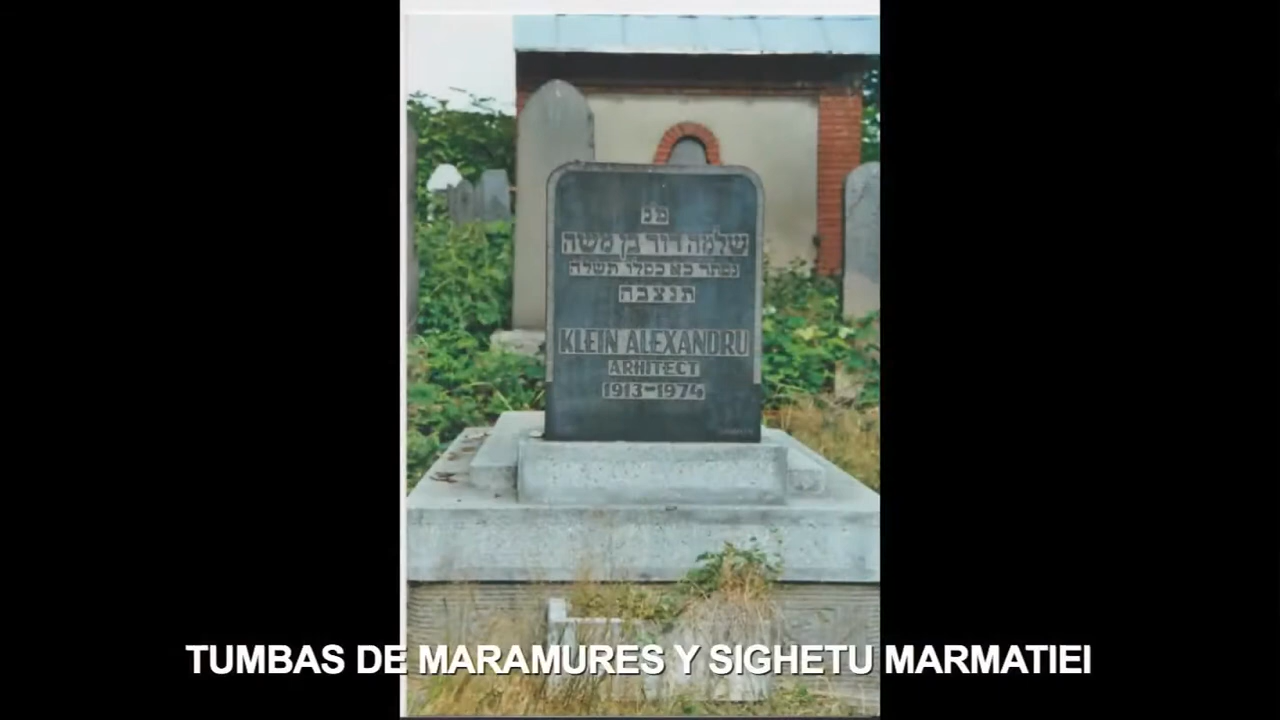 פ״נ
שלמה דוד בן משה
נפטר כא כסלו תשלה
תנצבה
KLEIN ALEXANDRU
ARHITECT
1913-1974
TUMBAS DE MARAMURES Y SIGHETU MARMATIEI